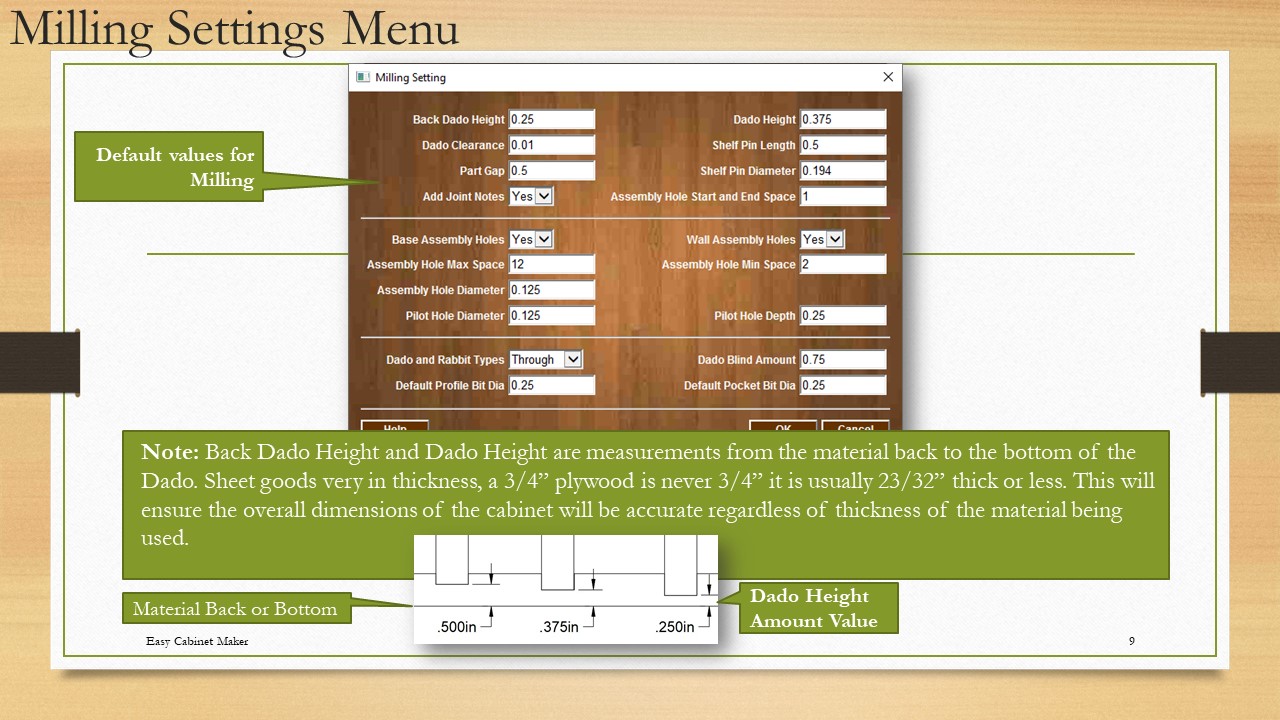 Milling Settings Menu
Milling Setting
Default values for
Milling
Back Dado Height 0.25 Dado Height 0.375
Dado Clearance 0.01 Shelf Pin Length 0.5
Part Gap 0.5 Shelf Pin Diameter 0.194
Add Joint Notes Yes Assembly Hole Start and End Space 1
Base Assembly Holes Yes Wall Assembly Holes Yes
Assembly Hole Max Space 12 Assembly Hole Min Space 2
Assembly Hole Diameter 0.125
Pilot Hole Diameter 0.125 Pilot Hole Depth 0.25
Dado and Rabbit Types Through Dado Blind Amount 0.75
Default Profile Bit Dia 0.25 Default Pocket Bit Dia 0.25
Help OK Cancel
Note: Back Dado Height and Dado Height are measurements from the material back to the bottom of the
Dado. Sheet goods very in thickness, a 3/4” plywood is never 3/4” it is usually 23/32” thick or less. This will
ensure the overall dimensions of the cabinet will be accurate regardless of thickness of the material being
used.
Material Back or Bottom
.500in .375in .250in
Dado Height
Amount Value
Easy Cabinet Maker 9